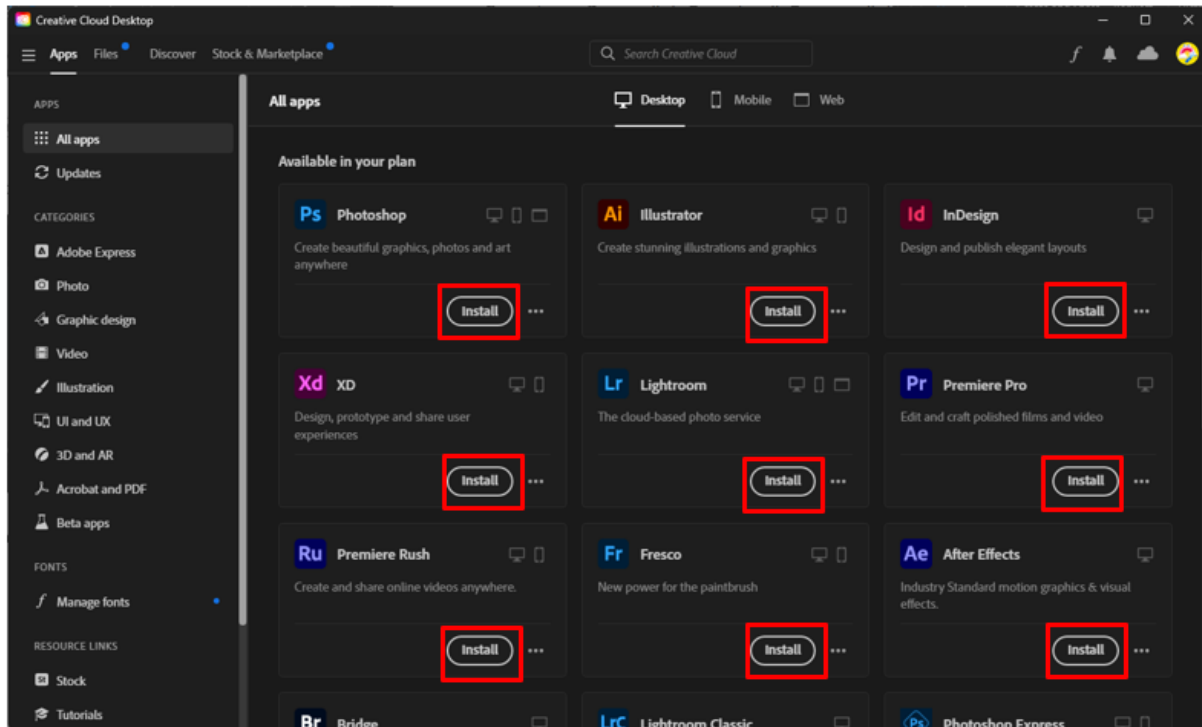 Creative Cloud Desktop
Apps Files Discover Stock & Marketplace Search Creative Cloud
APPS
All apps
Updates
CATEGORIES
Adobe Express
Photo
Graphic design
Video
Illustration
UI and UX
3D and AR
Acrobat and PDF
Beta apps
FONTS
Manage fonts
RESOURCE LINKS
St Stock
Tutorials
All apps Desktop Mobile Web
Available in your plan
Ps Photoshop
Create beautiful graphics, photos and art
anywhere
Install
Ai Illustrator
Create stunning illustrations and graphics
Install
Id InDesign
Design and publish elegant layouts
Install
Xd XD
Design, prototype and share user
experiences
Install
Lr Lightroom
The cloud-based photo service
Install
Pr Premiere Pro
Edit and craft polished films and video
Install
Ru Premiere Rush
Create and share online videos anywhere.
Install
Fr Fresco
New power for the paintbrush
Install
Ae After Effects
Industry Standard motion graphics & visual
effects.
Install
Br Bridge
LrC Lightroom Classic
Ps Photoshop Express